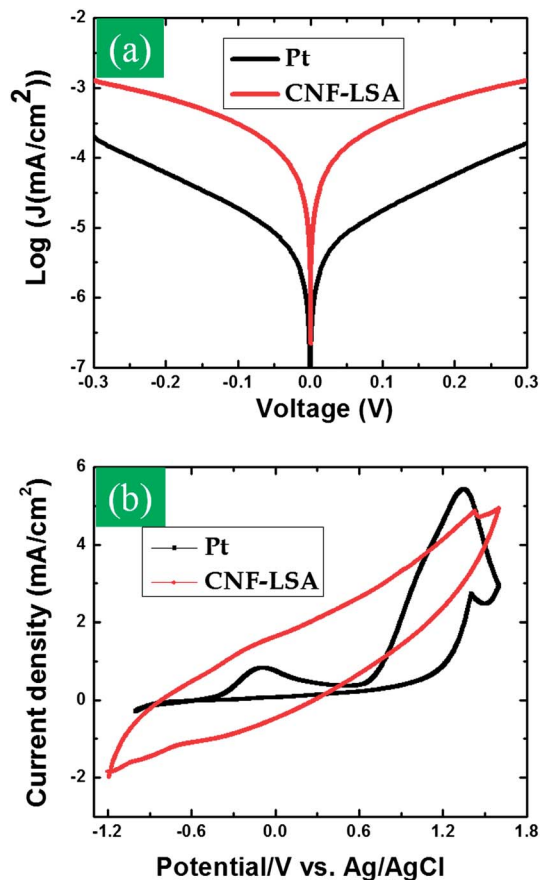 (a)
Pt
CNF-LSA
Log (J(mA/cm²))
-2
-3
-4
-5
-6
-7
-0.3 -0.2 -0.1 0.0 0.1 0.2 0.3
Voltage (V)
(b)
Pt
CNF-LSA
Current density (mA/cm²)
6
4
2
0
-2
-1.2 -0.6 0.0 0.6 1.2 1.8
Potential/V vs. Ag/AgCl